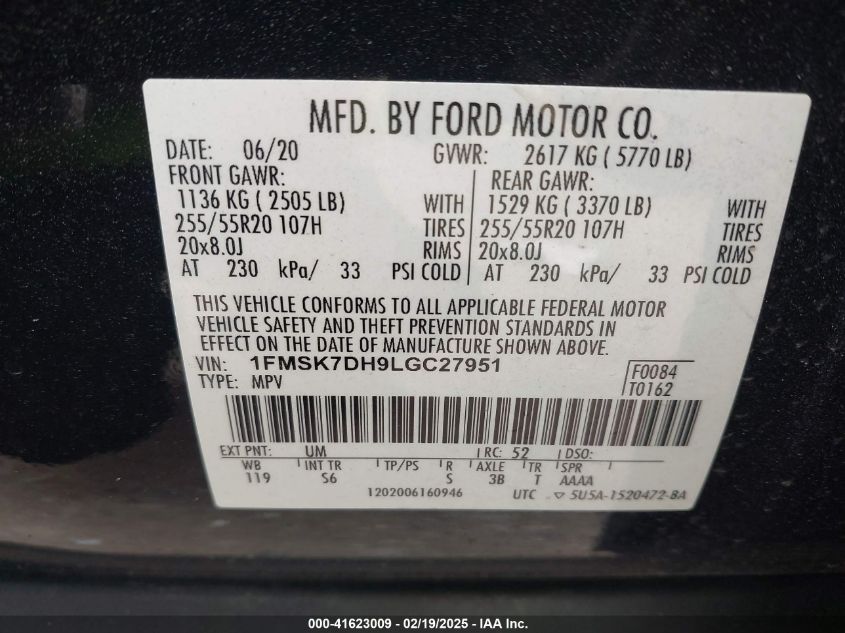 MFD. BY FORD MOTOR CO.
DATE: 06/20 GVWR: 2617 KG ( 5770 LB)
FRONT GAWR: REAR GAWR:
1136 KG ( 2505 LB) WITH 1529 KG ( 3370 LB) WITH
255/55R20 107H TIRES 255/55R20 107H TIRES
20x8.0J RIMS 20x8.0J RIMS
AT 230 kPa/ 33 PSI COLD AT 230 kPa/ 33 PSI COLD
THIS VEHICLE CONFORMS TO ALL APPLICABLE FEDERAL MOTOR
VEHICLE SAFETY AND THEFT PREVENTION STANDARDS IN
EFFECT ON THE DATE OF MANUFACTURE SHOWN ABOVE.
VIN: 1FMSK7DH9LGC27951 F0084
TYPE: MPV T0162
EXT PNT: UM RC: 52 DSO:
WB INT TR TP/PS R AXLE TR SPR
119 S6 S 3B T AAAA
1202006160946 UTC ▽ 5U5A-1520472-BA
000-41623009 - 02/19/2025 - IAA Inc.